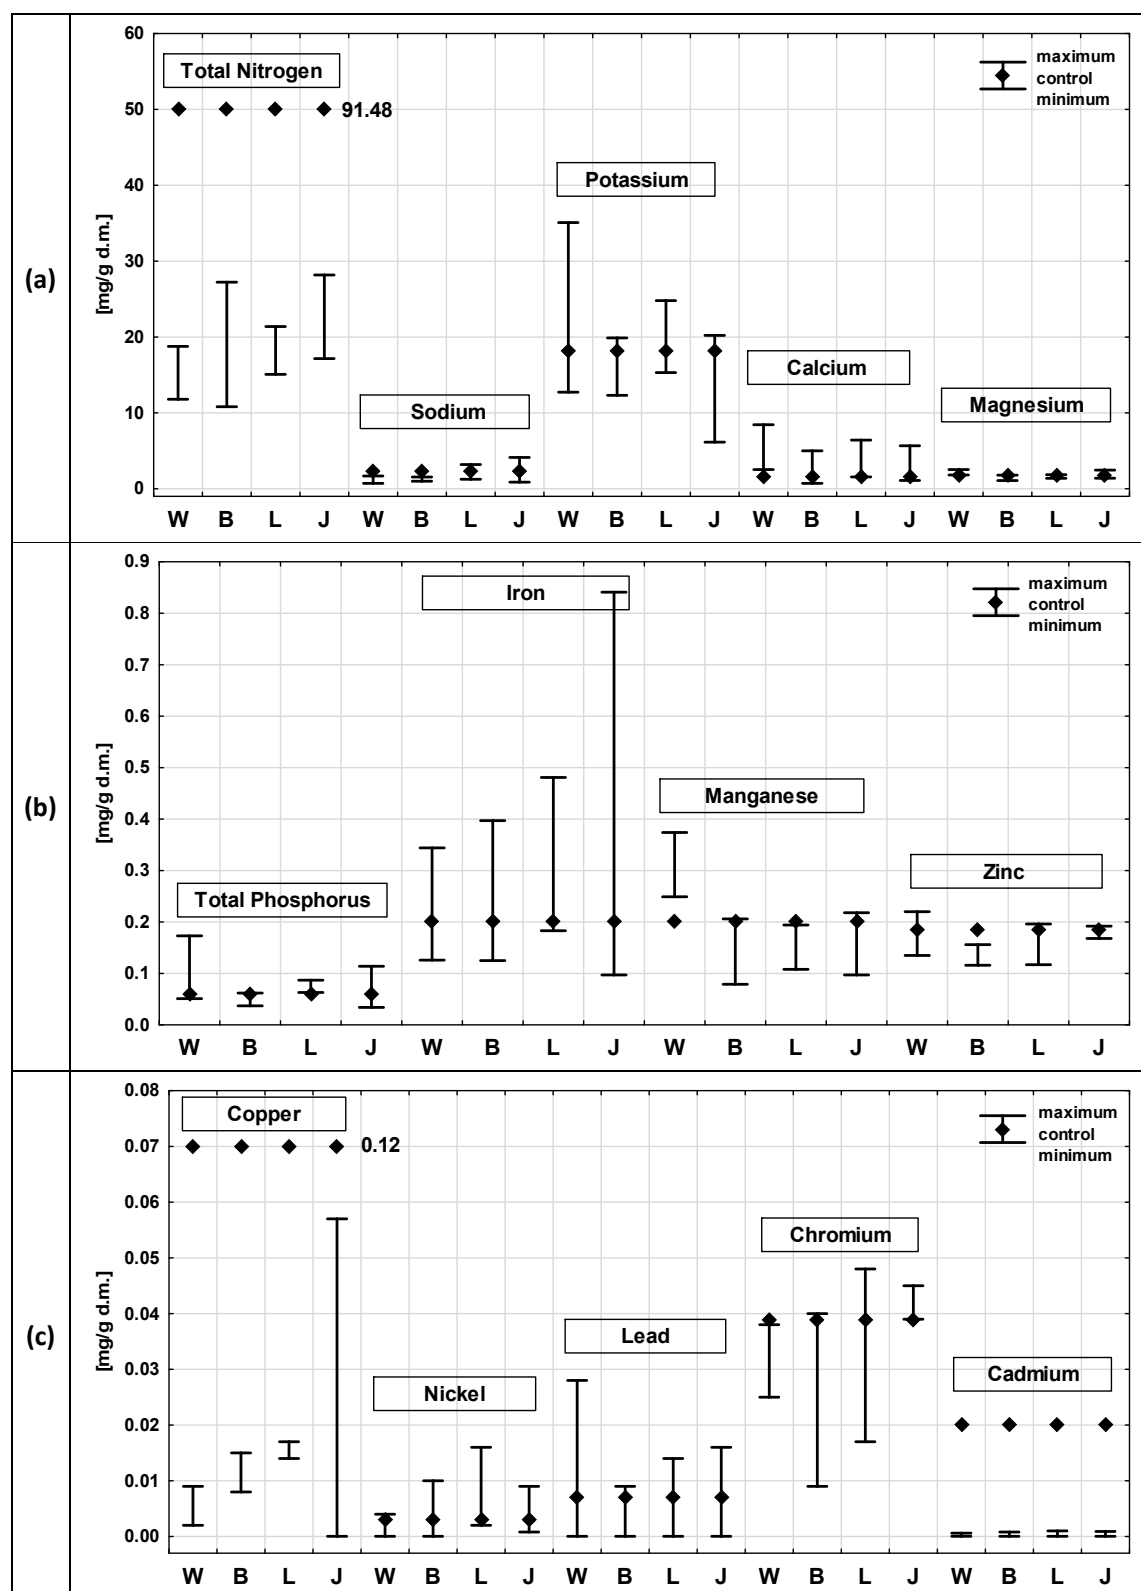 (a)
[mg/g d.m.]
60
50
40
30
20
10
0
Total Nitrogen
91.48
Sodium
Potassium
Calcium
Magnesium
maximum
control
minimum
W B L J W B L J W B L J W B L J W B L J
(b)
[mg/g d.m.]
0.9
0.8
0.7
0.6
0.5
0.4
0.3
0.2
0.1
0.0
Total Phosphorus
Iron
Manganese
Zinc
maximum
control
minimum
W B L J W B L J W B L J W B L J
(c)
[mg/g d.m.]
0.08
0.07
0.06
0.05
0.04
0.03
0.02
0.01
0.00
Copper
0.12
Nickel
Lead
Chromium
Cadmium
maximum
control
minimum
W B L J W B L J W B L J W B L J W B L J